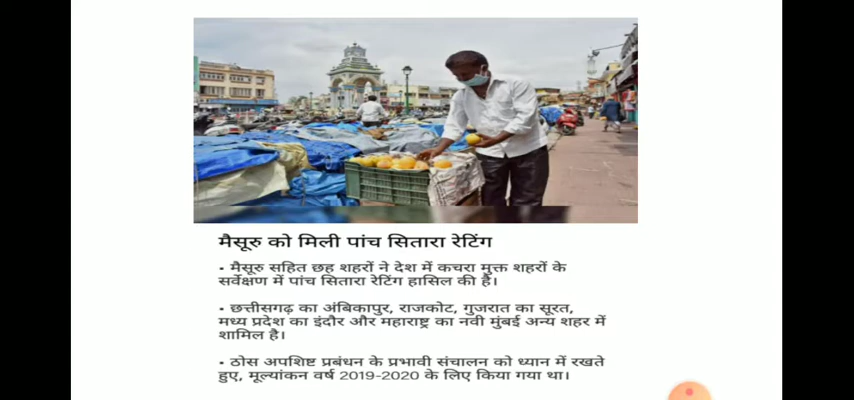 मैसूरु को मिली पांच सितारा रेटिंग
• मैसूरु सहित छह शहरों ने देश में कचरा मुक्त शहरों के
सर्वेक्षण में पांच सितारा रेटिंग हासिल की है।
• छत्तीसगढ़ का अंबिकापुर, राजकोट, गुजरात का सूरत,
मध्य प्रदेश का इंदौर और महाराष्ट्र का नवी मुंबई अन्य शहर में
शामिल है।
• ठोस अपशिष्ट प्रबंधन के प्रभावी संचालन को ध्यान में रखते
हुए, मूल्यांकन वर्ष 2019-2020 के लिए किया गया था।